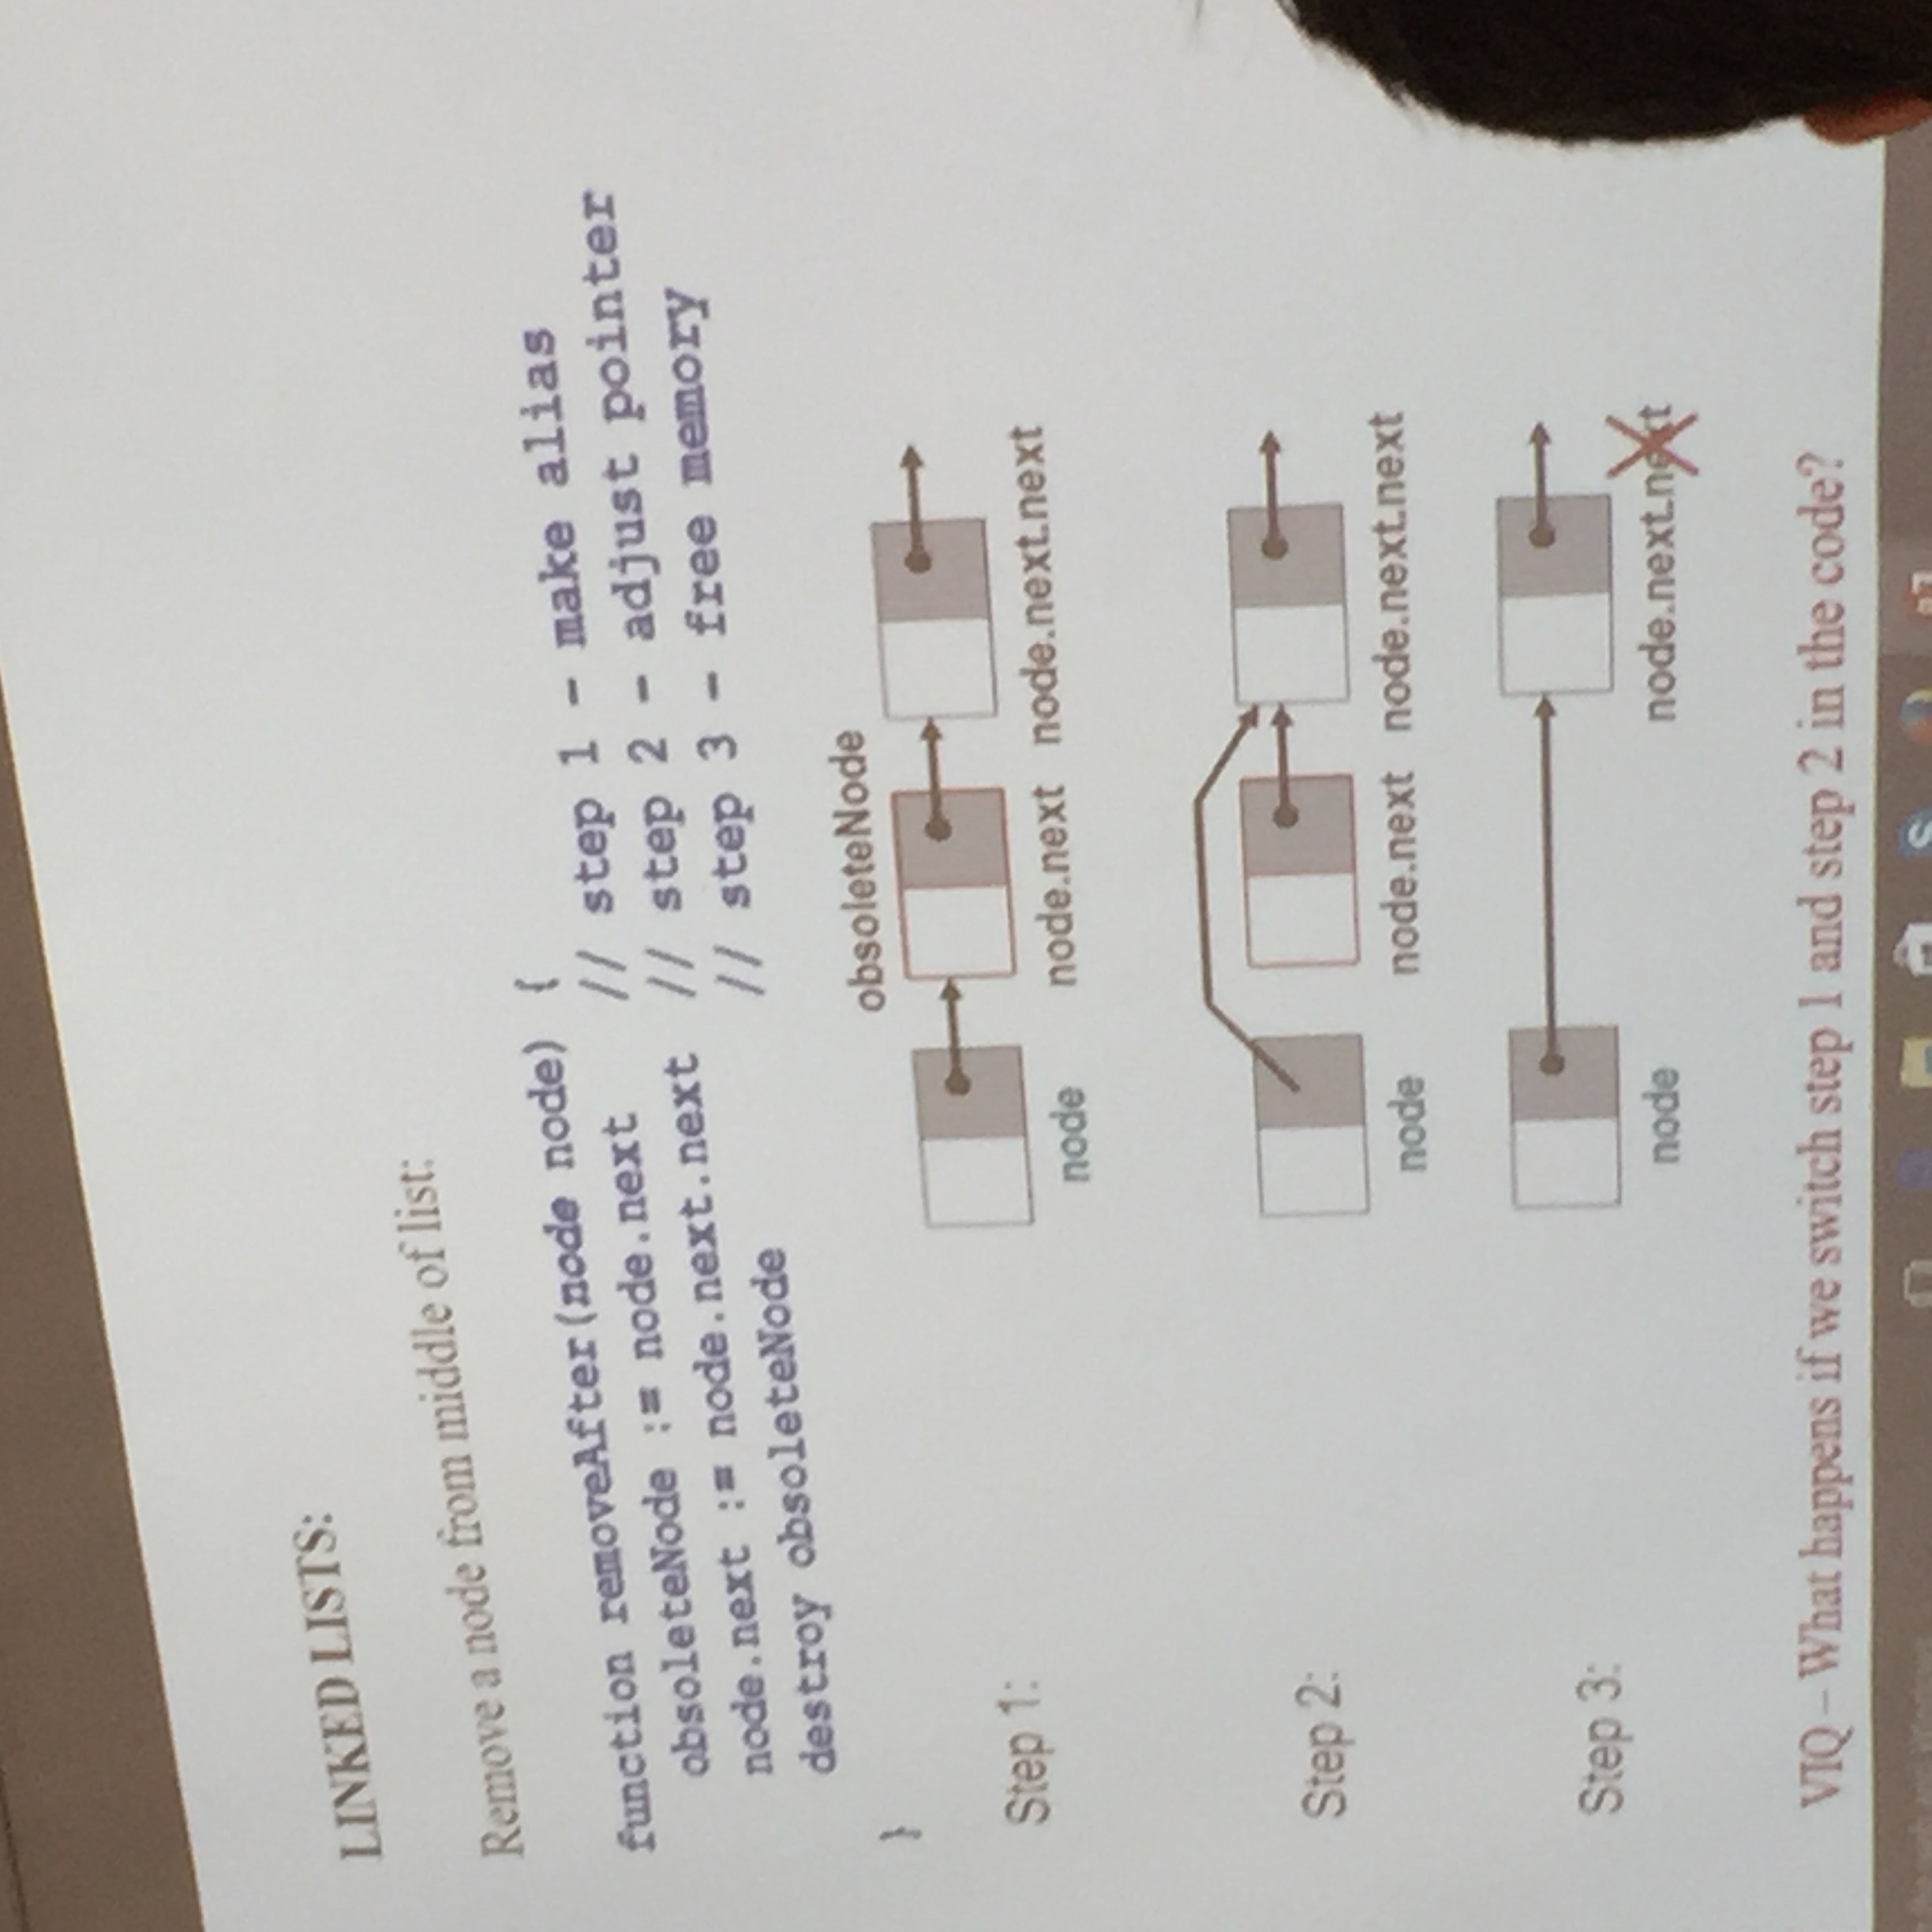 LINKED LISTS:
Remove a node from middle of list:
function removeAfter(node node) {
obsoleteNode := node.next // step 1 - make alias
node.next := node.next.next // step 2 - adjust pointer
destroy obsoleteNode // step 3 - free memory
}
obsoleteNode
Step 1:
node node.next node.next.next
Step 2:
node node.next node.next.next
Step 3:
node node.next.next
VIQ – What happens if we switch step 1 and step 2 in the code?